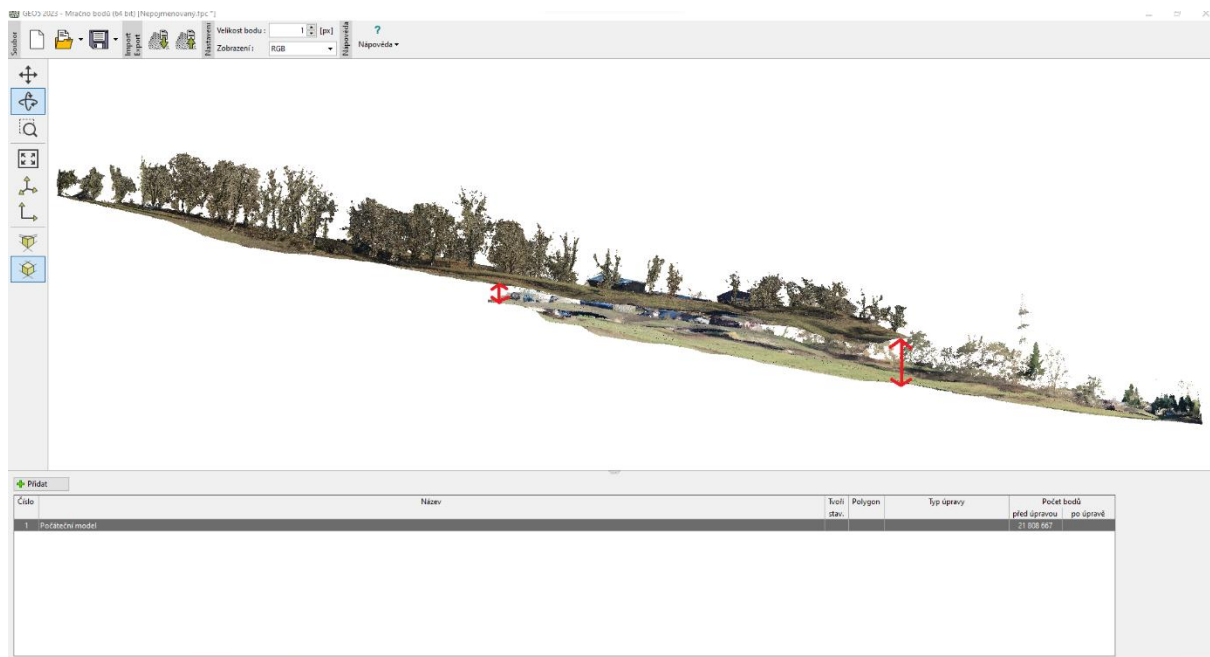 GEO5 2023 - Mračno bodů (64 bit) [Nepojmenovaný.fpc *]
Soubor
Import
Export
Nastavení
Velikost bodu : 1 [px]
Zobrazení : RGB
Nápověda
?
Nápověda
Přidat
Číslo Název Tvoří stav. Polygon Typ úpravy Počet bodů
před úpravou po úpravě
1 Počáteční model 21 808 667